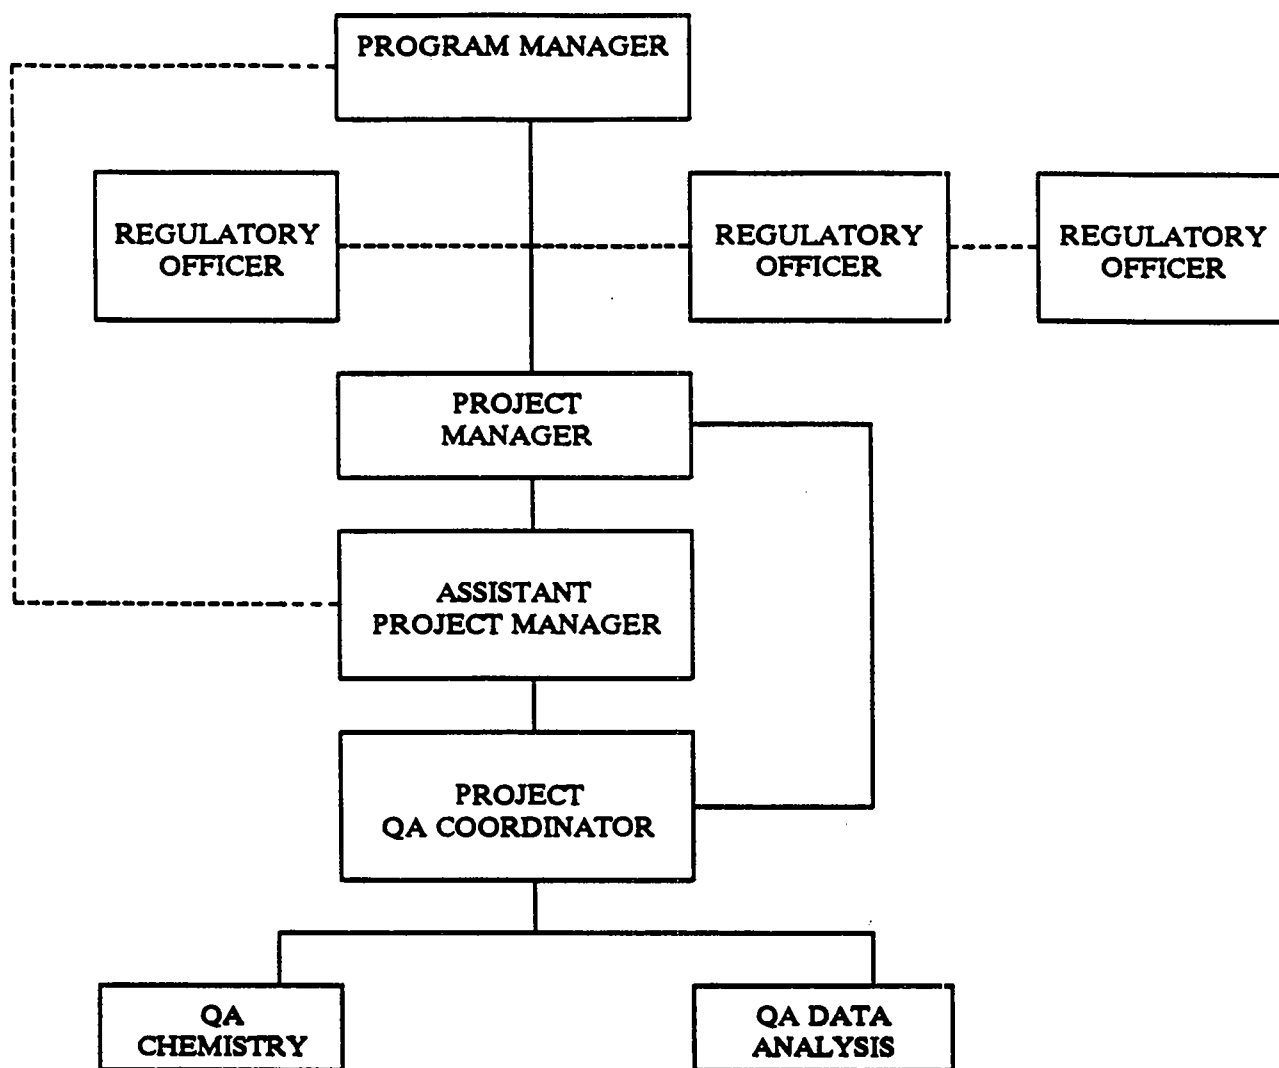 PROGRAM MANAGER
REGULATORY
OFFICER
REGULATORY
OFFICER
REGULATORY
OFFICER
PROJECT
MANAGER
ASSISTANT
PROJECT MANAGER
PROJECT
QA COORDINATOR
QA
CHEMISTRY
QA DATA
ANALYSIS